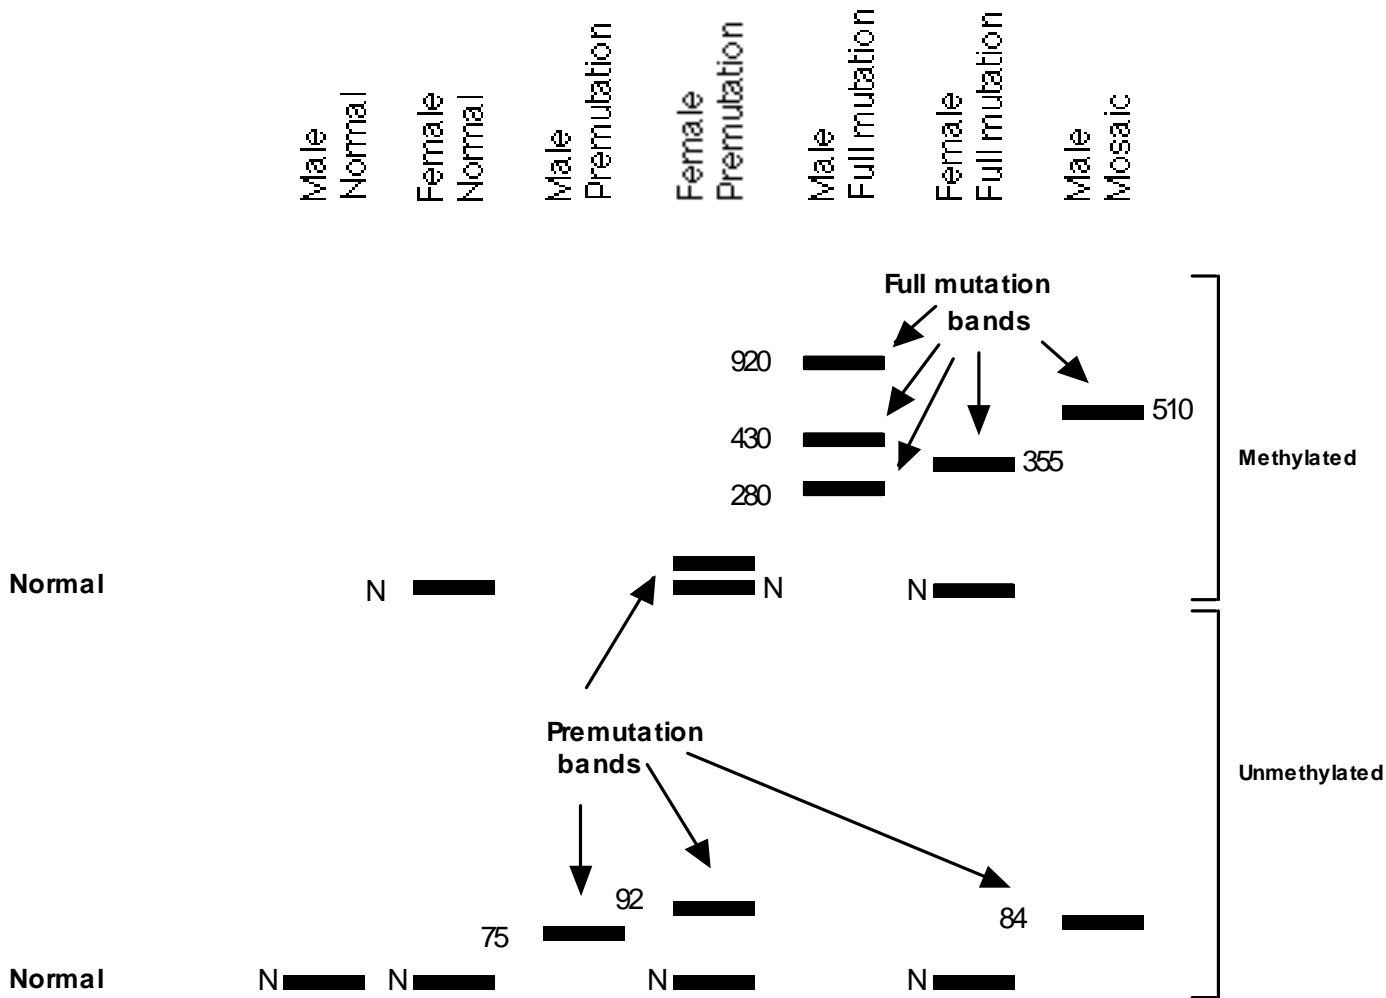 Male
Normal
Female
Normal
Male
Premutation
Female
Premutation
Male
Full mutation
Female
Full mutation
Male
Mosaic
Full mutation
bands
920
510
430
355
Methylated
280
Normal
N
N
N
Premutation
bands
Unmethylated
92
84
75
Normal
N
N
N
N